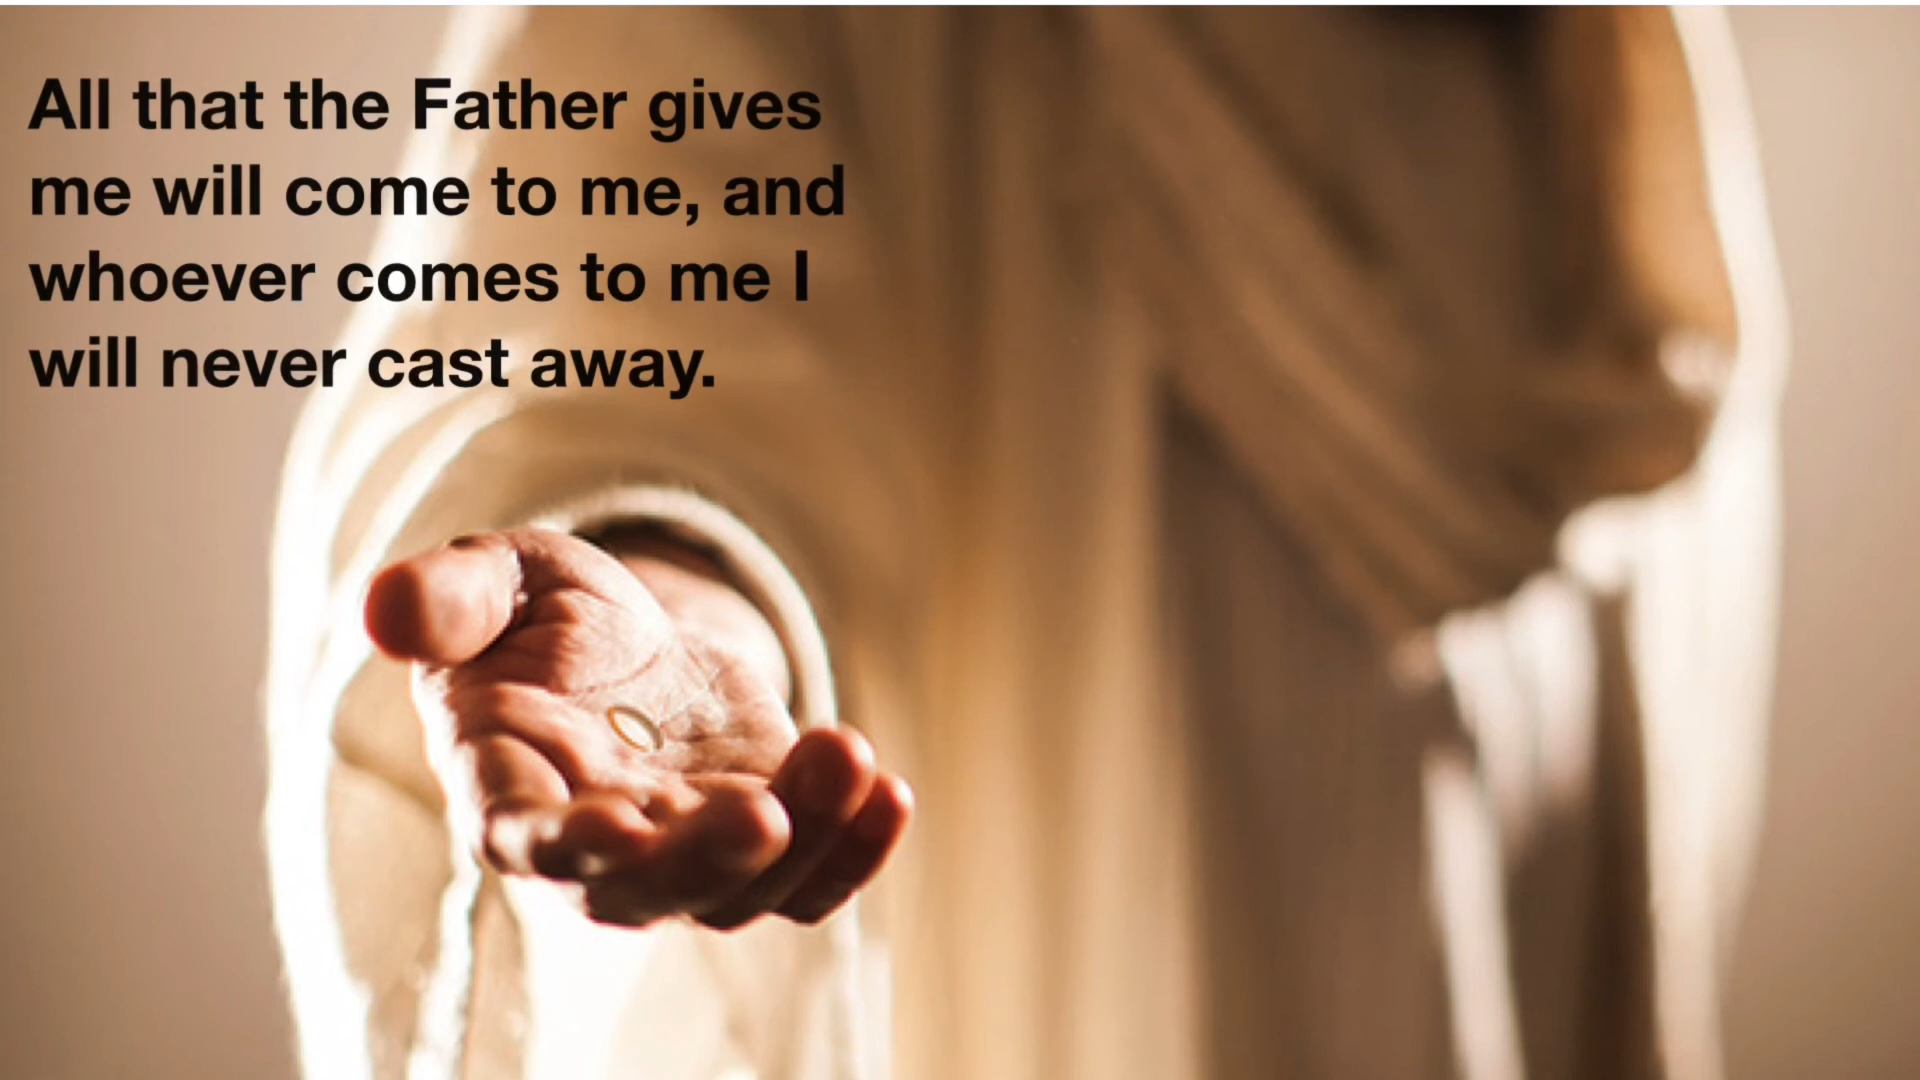 All that the Father gives
me will come to me, and
whoever comes to me I
will never cast away.